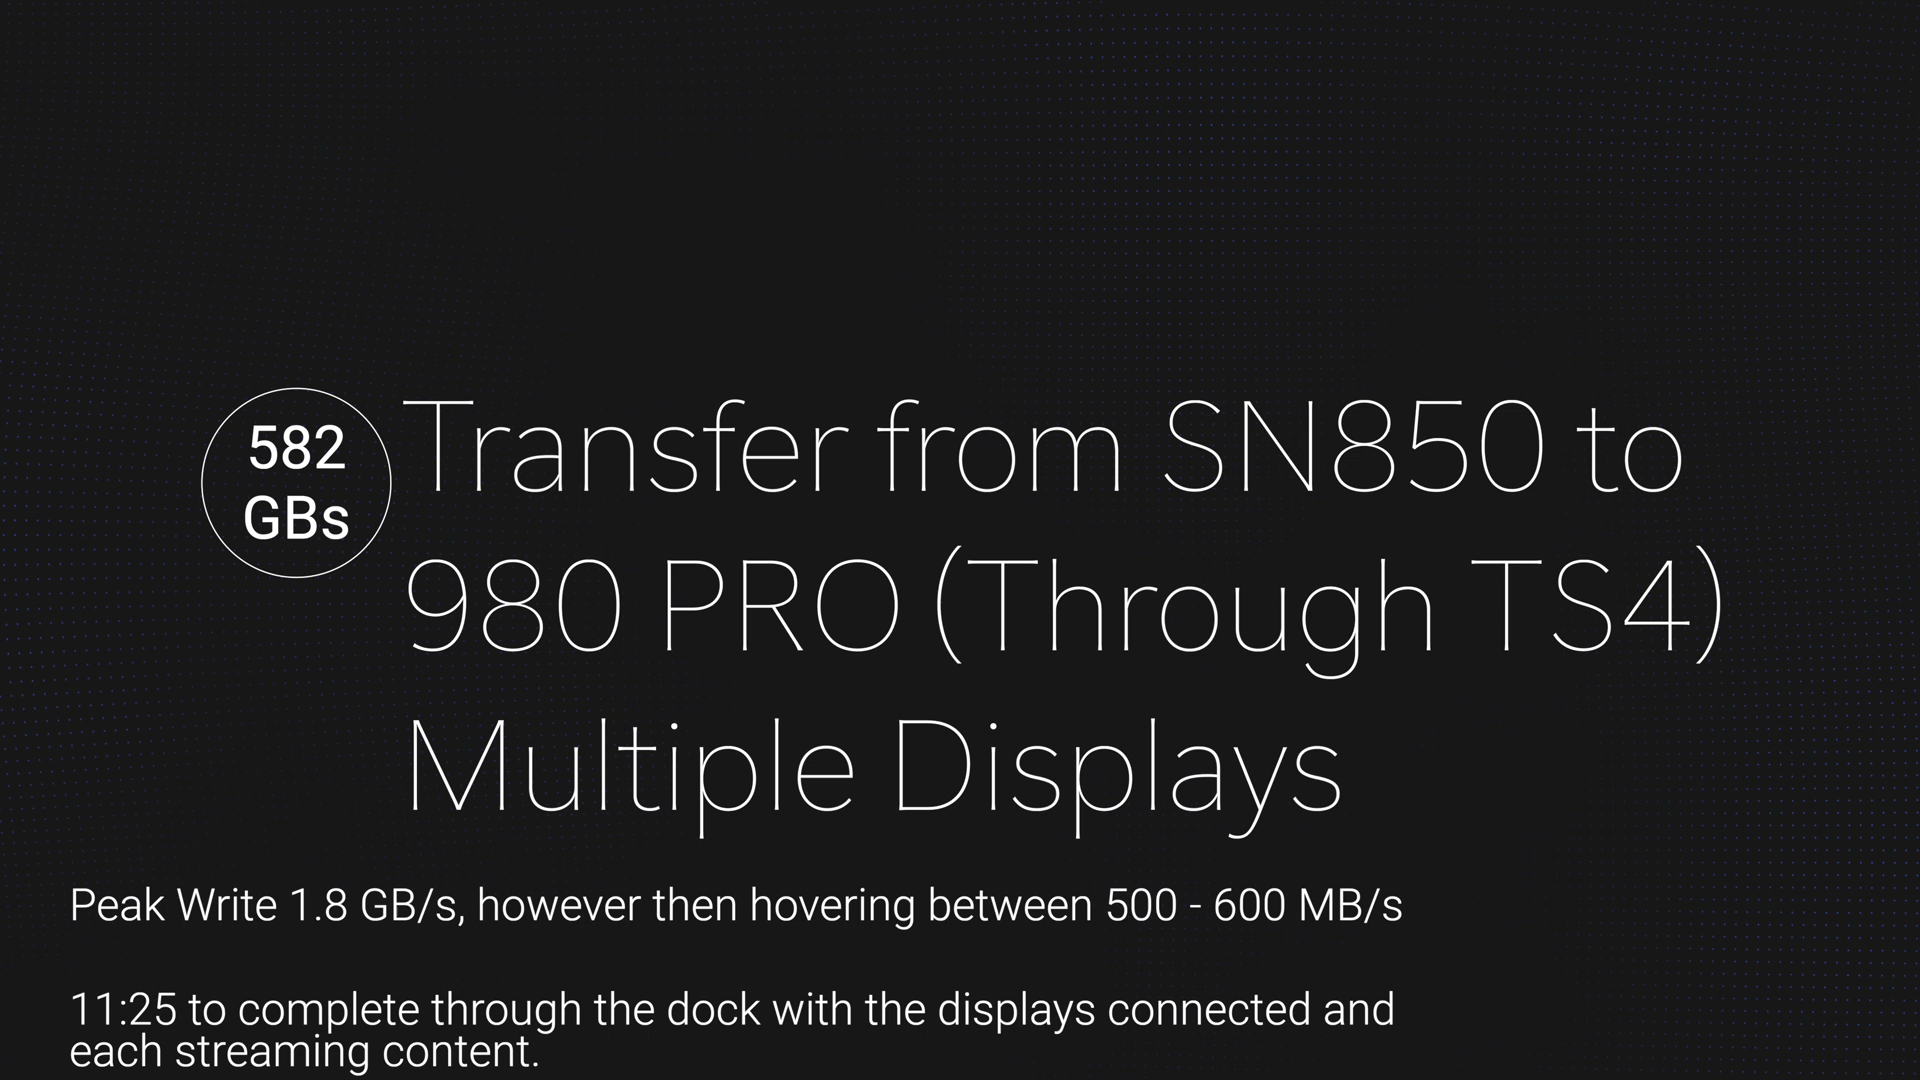 582
GBs
Transfer from SN850 to
980 PRO (Through TS4)
Multiple Displays
Peak Write 1.8 GB/s, however then hovering between 500 - 600 MB/s
11:25 to complete through the dock with the displays connected and
each streaming content.